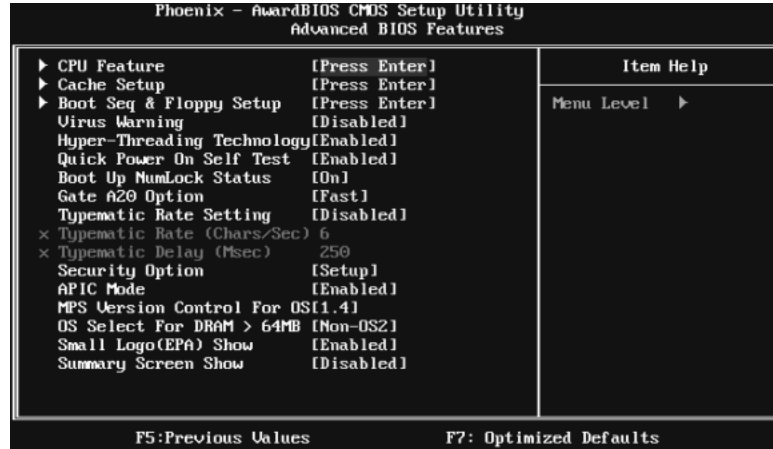 Phoenix - AwardBIOS CMOS Setup Utility
Advanced BIOS Features
▶ CPU Feature [Press Enter]
▶ Cache Setup [Press Enter]
▶ Boot Seq & Floppy Setup [Press Enter]
Virus Warning [Disabled]
Hyper-Threading Technology[Enabled]
Quick Power On Self Test [Enabled]
Boot Up NumLock Status [On]
Gate A20 Option [Fast]
Typematic Rate Setting [Disabled]
x Typematic Rate (Chars/Sec) 6
x Typematic Delay (Msec) 250
Security Option [Setup]
APIC Mode [Enabled]
MPS Version Control For OS[1.4]
OS Select For DRAM > 64MB [Non-OS2]
Small Logo(EPA) Show [Enabled]
Summary Screen Show [Disabled]
Item Help
Menu Level ▶
F5:Previous Values F7: Optimized Defaults